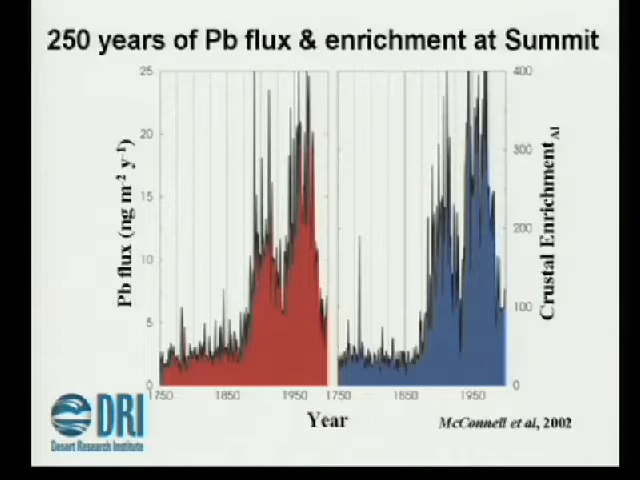 250 years of Pb flux & enrichment at Summit
25
20
15
10
5
0
Pb flux (ng m⁻² y⁻¹)
1750
1850
1950
1750
1850
1950
400
300
200
100
0
Crustal Enrichment Al
Year
McConnell et al, 2002
DRI
Desert Research Institute